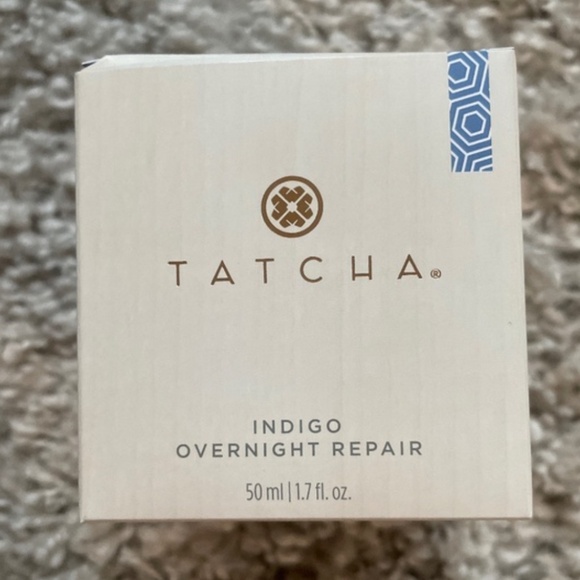 TATCHA®
INDIGO
OVERNIGHT REPAIR
50 ml | 1.7 fl. oz.